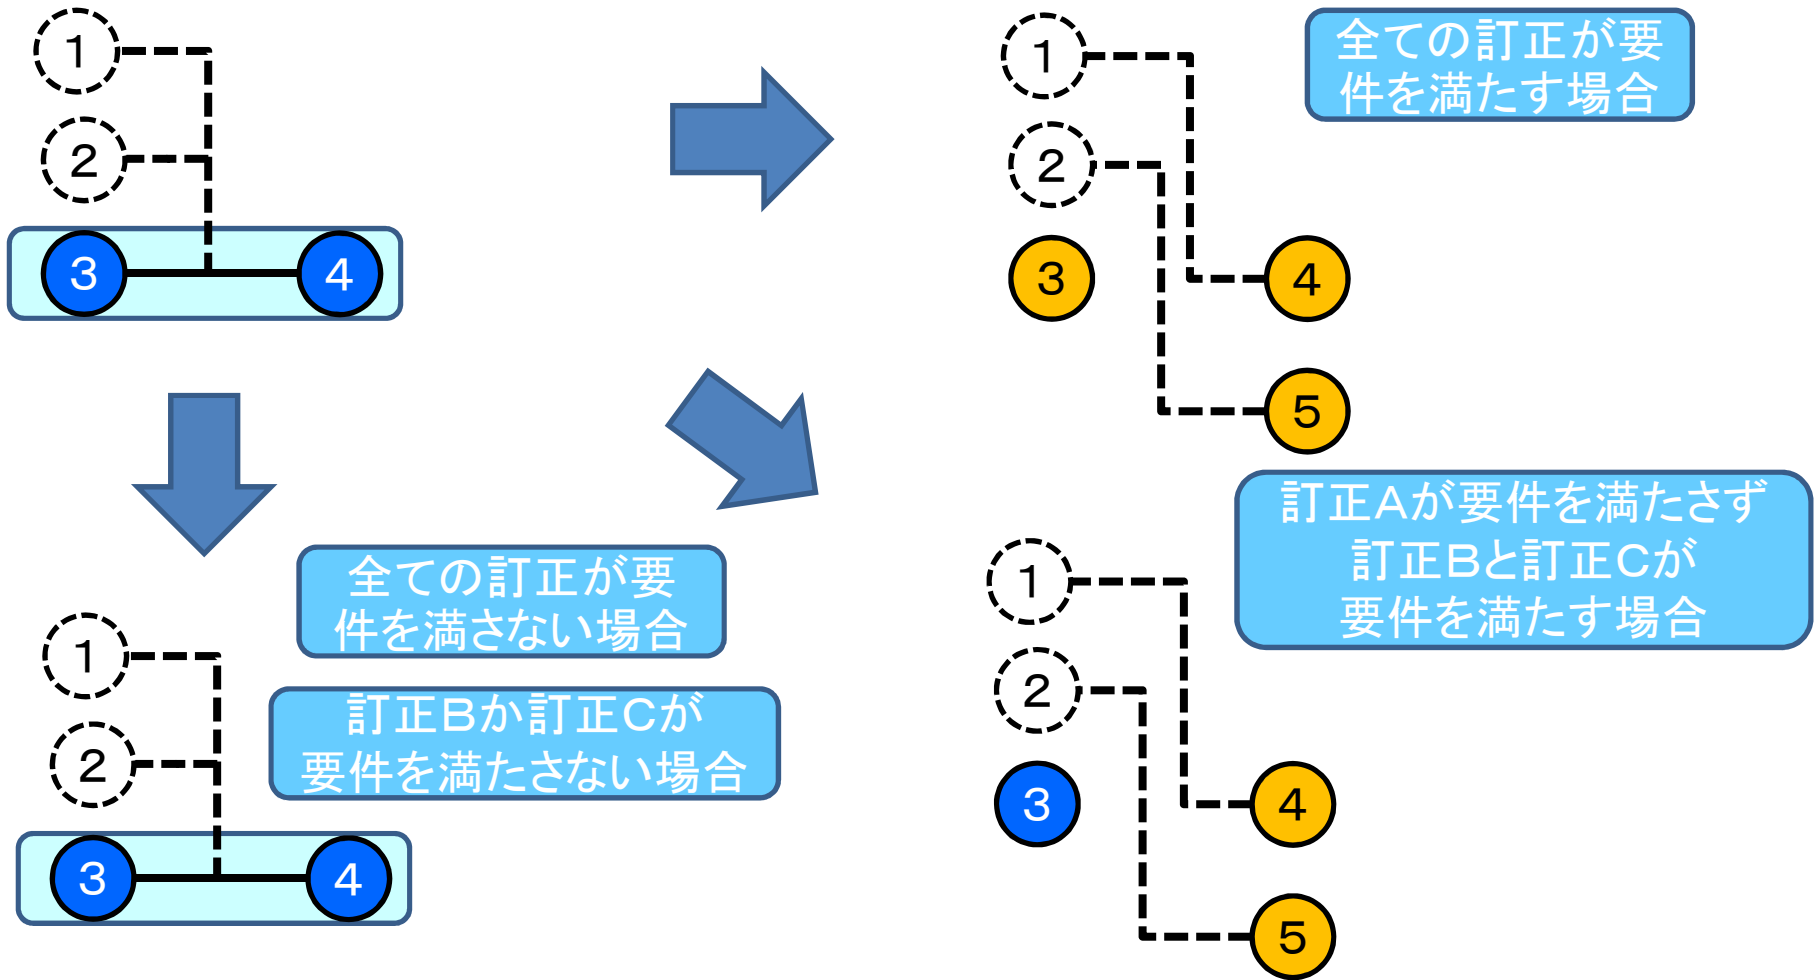 1
2
3 4
全ての訂正が要
件を満たす場合
1
2
3 4
5
全ての訂正が要
件を満さない場合
訂正Bか訂正Cが
要件を満たさない場合
1
2
3 4
訂正Aが要件を満たさず
訂正Bと訂正Cが
要件を満たす場合
1
2
3 4
5